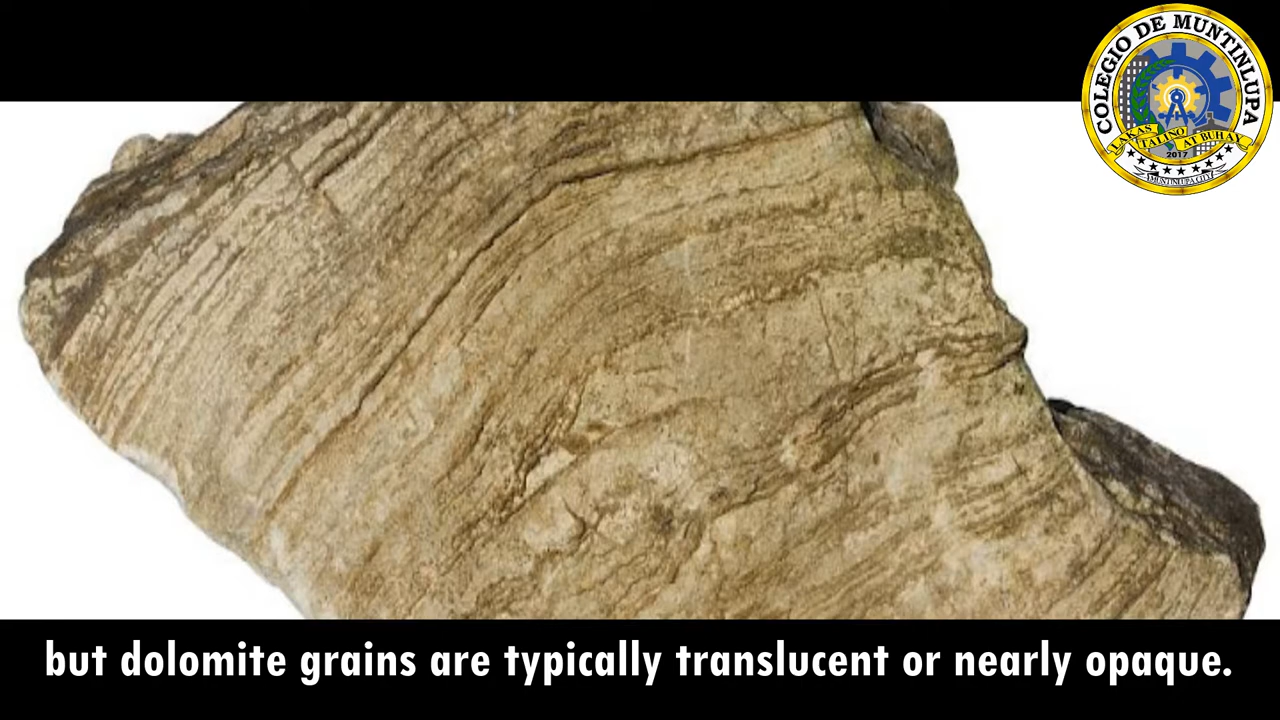 COLEGIO DE MUNTINLUPA
LAKAS TALINO AT BUHAY
2017
MUNTINLUPA CITY
but dolomite grains are typically translucent or nearly opaque.